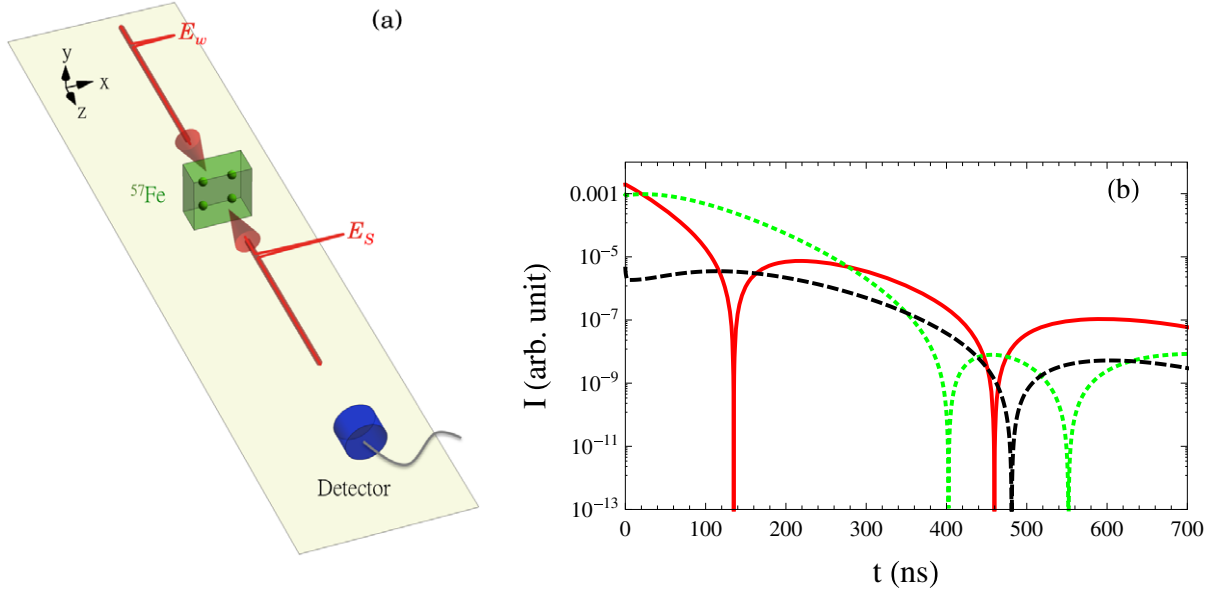 (a)
E_w
y
x
z
⁵⁷Fe
E_S
Detector
(b)
I (arb. unit)
0.001
10⁻⁵
10⁻⁷
10⁻⁹
10⁻¹¹
10⁻¹³
0 100 200 300 400 500 600 700
t (ns)